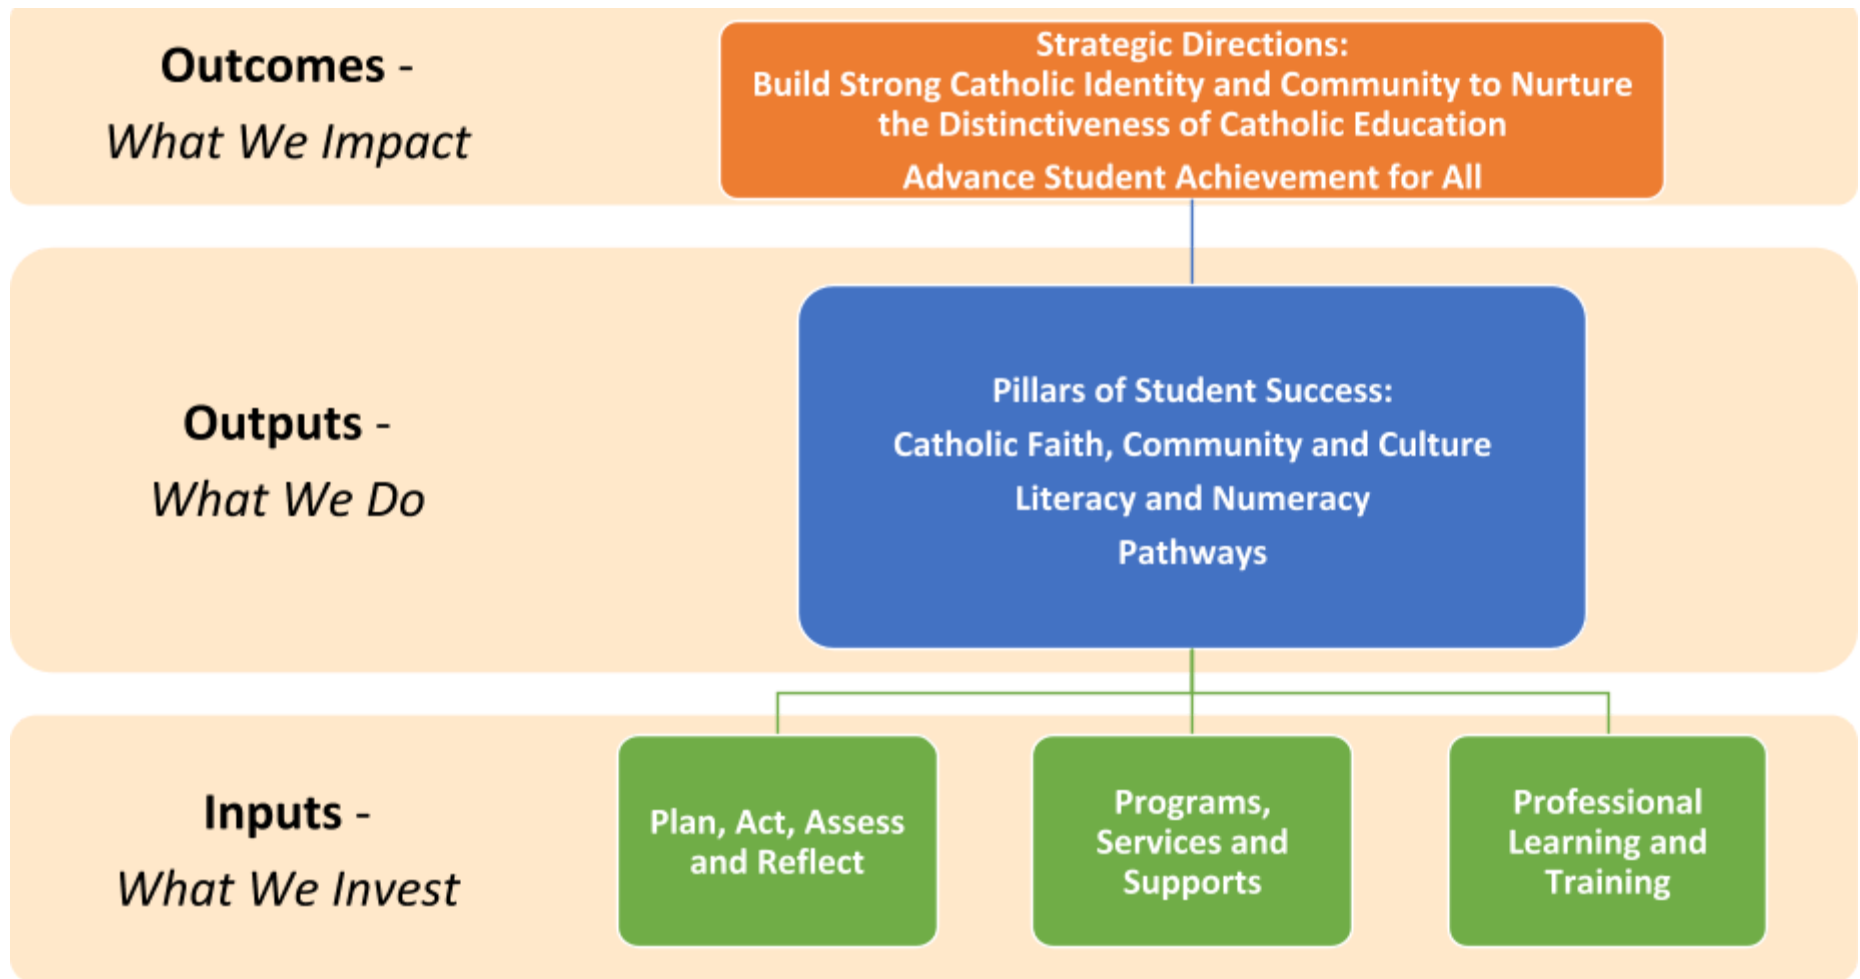 Outcomes -
What We Impact
Strategic Directions:
Build Strong Catholic Identity and Community to Nurture
the Distinctiveness of Catholic Education
Advance Student Achievement for All
Outputs -
What We Do
Pillars of Student Success:
Catholic Faith, Community and Culture
Literacy and Numeracy
Pathways
Inputs -
What We Invest
Plan, Act, Assess
and Reflect
Programs,
Services and
Supports
Professional
Learning and
Training